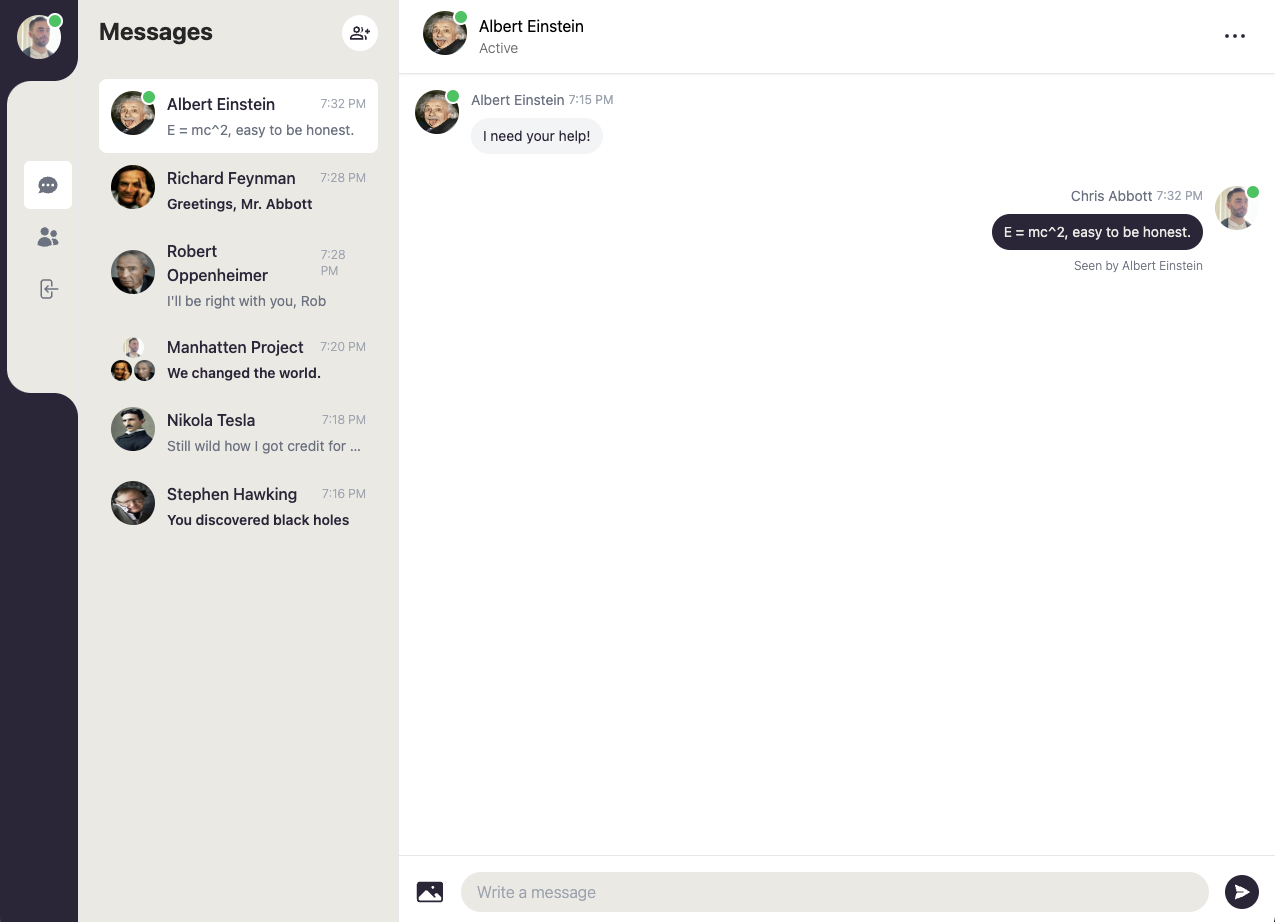 Messages
Albert Einstein 7:32 PM
E = mc^2, easy to be honest.
Richard Feynman 7:28 PM
Greetings, Mr. Abbott
Robert 7:28
Oppenheimer PM
I'll be right with you, Rob
Manhatten Project 7:20 PM
We changed the world.
Nikola Tesla 7:18 PM
Still wild how I got credit for ...
Stephen Hawking 7:16 PM
You discovered black holes
Albert Einstein
Active
Albert Einstein 7:15 PM
I need your help!
Chris Abbott 7:32 PM
E = mc^2, easy to be honest.
Seen by Albert Einstein
Write a message